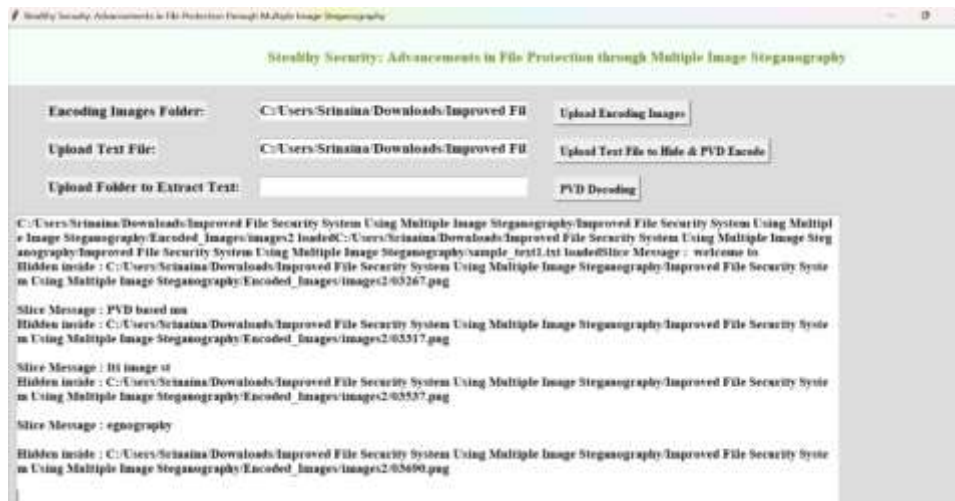 Stealthy Security: Advancements in File Protection through Multiple Image Steganography
Stealthy Security: Advancements in File Protection through Multiple Image Steganography
Encoding Images Folder: C:/Users/Srinaina/Downloads/Improved Fil Upload Encoding Images
Upload Text File: C:/Users/Srinaina/Downloads/Improved Fil Upload Text File to Hide & PVD Encode
Upload Folder to Extract Text: PVD Decoding
C:/Users/Srinaina/Downloads/Improved File Security System Using Multiple Image Steganography/Improved File Security System Using Multipl
e Image Steganography/Encoded_Images/images2 loadedC:/Users/Srinaina/Downloads/Improved File Security System Using Multiple Image Steg
anography/Improved File Security System Using Multiple Image Steganography/sample_text1.txt loadedSlice Message : welcome to
Hidden inside : C:/Users/Srinaina/Downloads/Improved File Security System Using Multiple Image Steganography/Improved File Security Syste
m Using Multiple Image Steganography/Encoded_Images/images2/03267.png
Slice Message : PVD based mu
Hidden inside : C:/Users/Srinaina/Downloads/Improved File Security System Using Multiple Image Steganography/Improved File Security Syste
m Using Multiple Image Steganography/Encoded_Images/images2/03317.png
Slice Message : lti image st
Hidden inside : C:/Users/Srinaina/Downloads/Improved File Security System Using Multiple Image Steganography/Improved File Security Syste
m Using Multiple Image Steganography/Encoded_Images/images2/03537.png
Slice Message : egnography
Hidden inside : C:/Users/Srinaina/Downloads/Improved File Security System Using Multiple Image Steganography/Improved File Security Syste
m Using Multiple Image Steganography/Encoded_Images/images2/03690.png